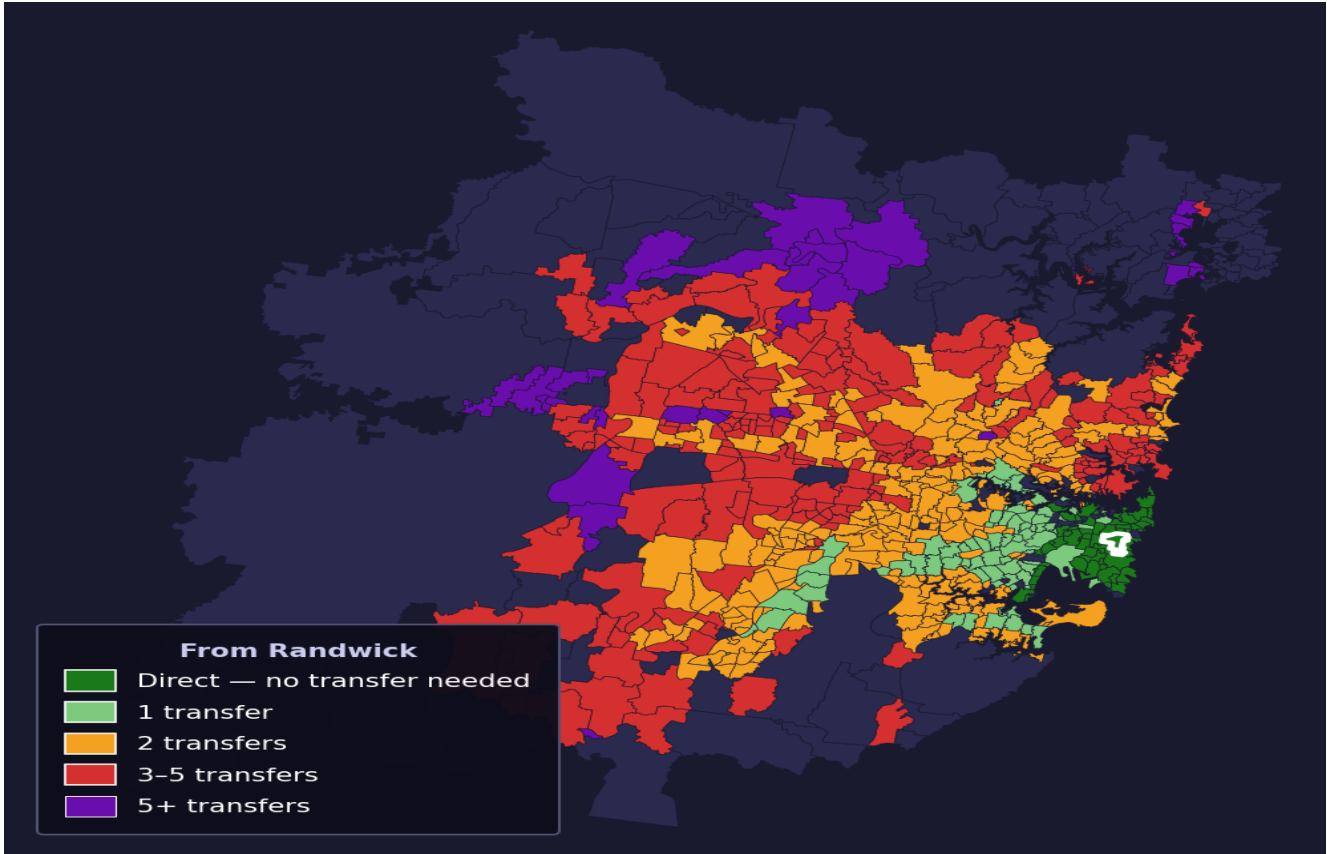 From Randwick
Direct — no transfer needed
1 transfer
2 transfers
3–5 transfers
5+ transfers